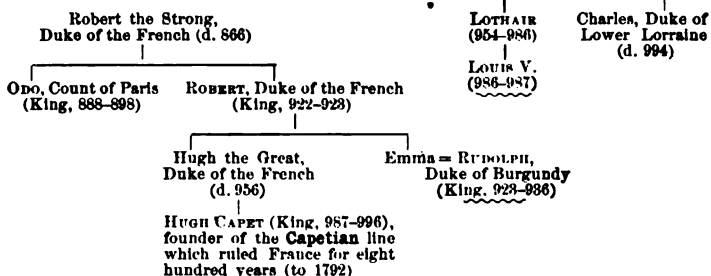 Robert the Strong,
Duke of the French (d. 866)
LOTHAIR
(954–986)
Charles, Duke of
Lower Lorraine
(d. 994)
LOUIS V.
(986–987)
ODO, Count of Paris
(King, 888–898)
ROBERT, Duke of the French
(King, 922–923)
Hugh the Great,
Duke of the French
(d. 956)
Emma = RUDOLPH,
Duke of Burgundy
(King, 923–936)
HUGH CAPET (King, 987–996),
founder of the Capetian line
which ruled France for eight
hundred years (to 1792)